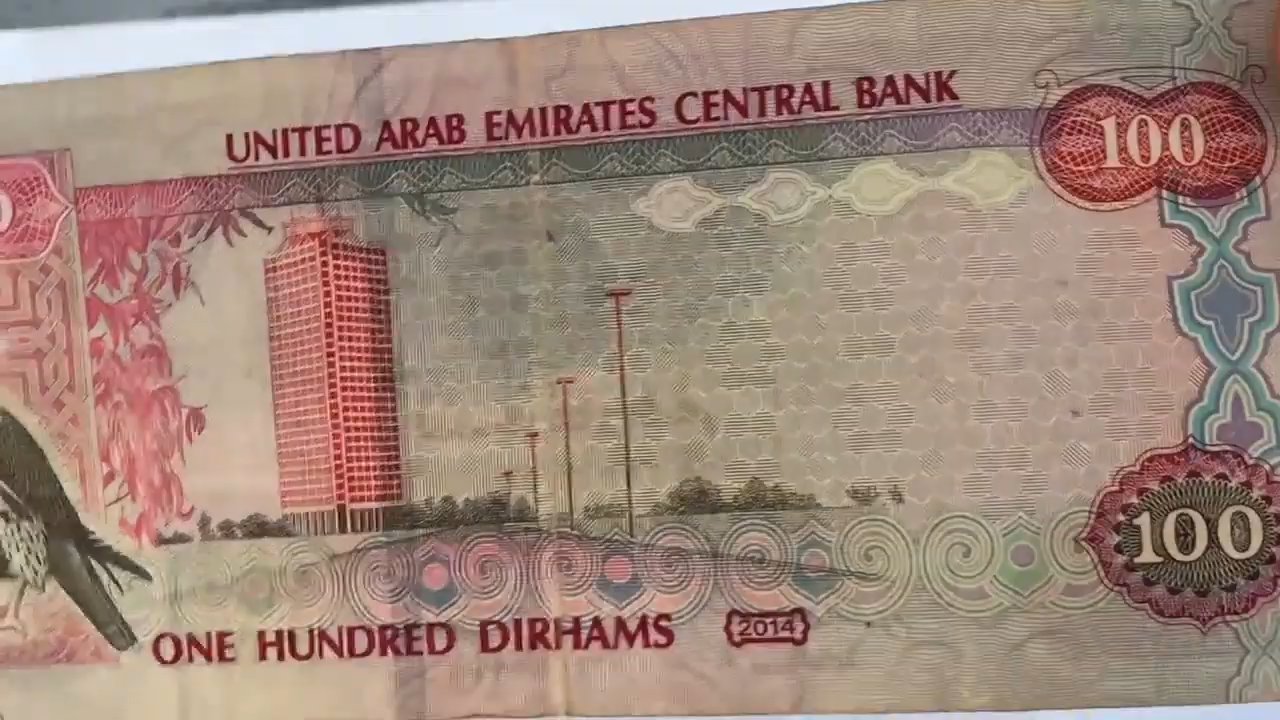 UNITED ARAB EMIRATES CENTRAL BANK
100
100
ONE HUNDRED DIRHAMS
2014